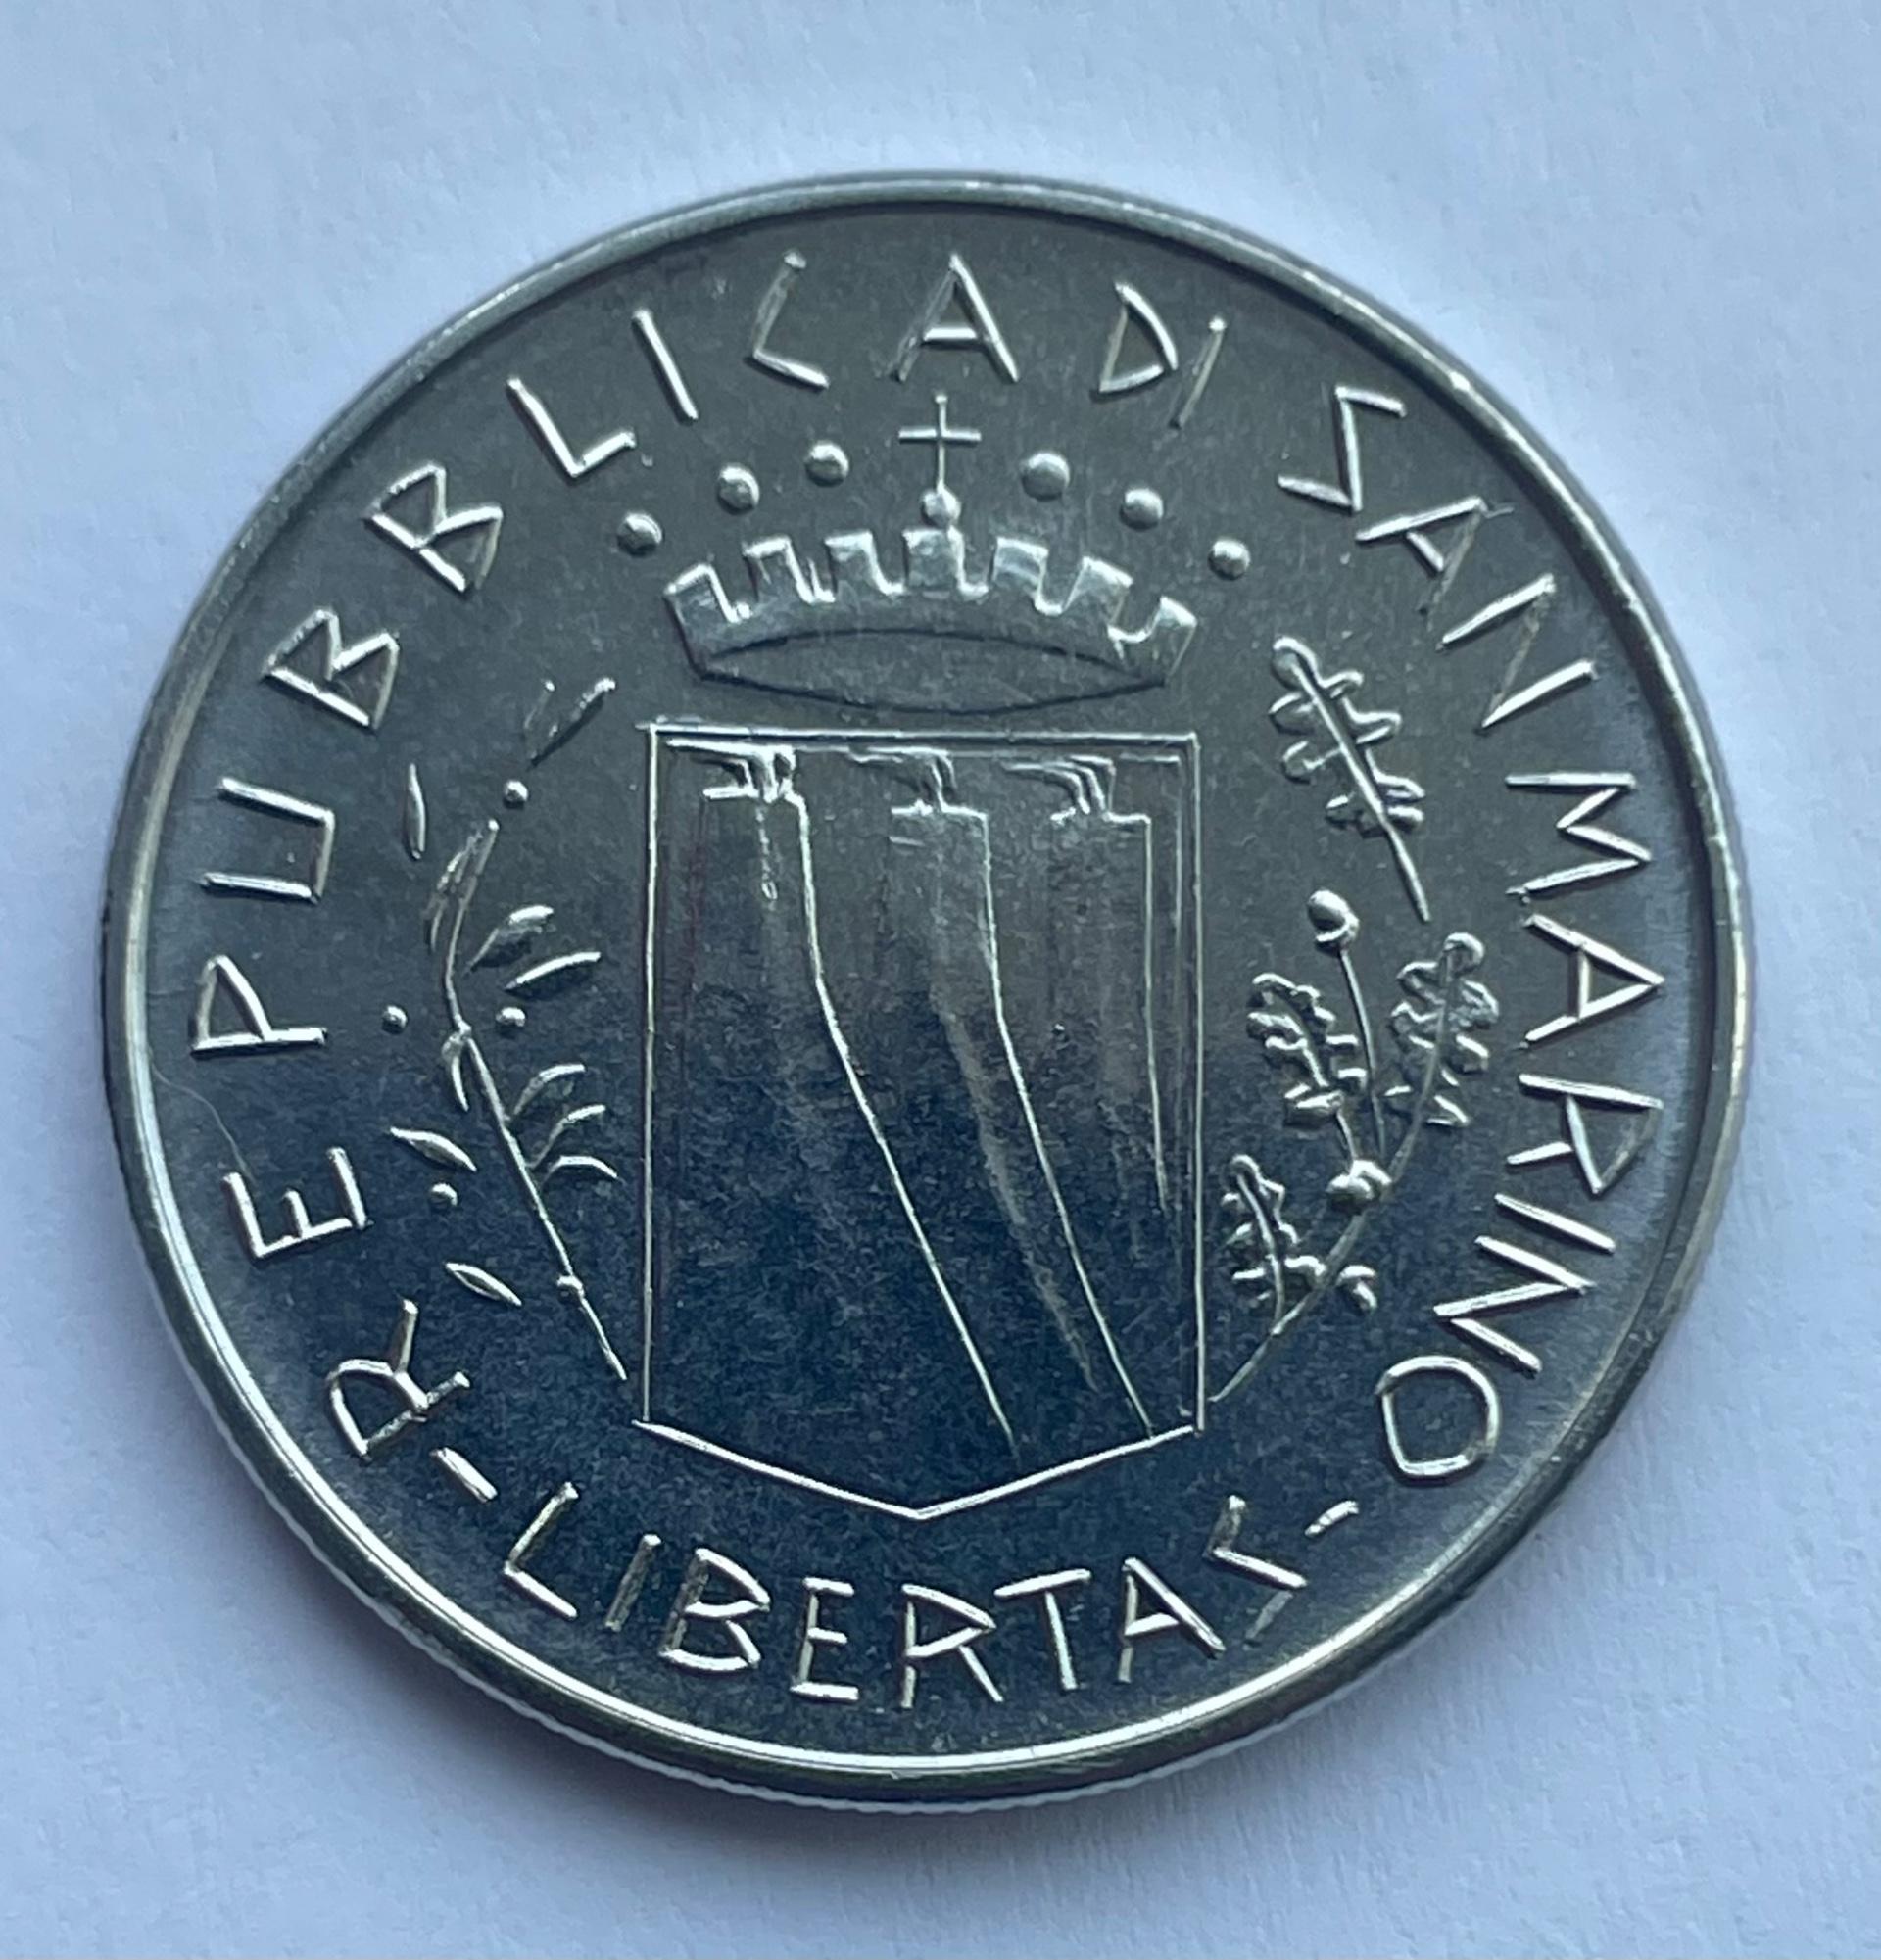 REPUBBLICA DI SAN MARINO
-LIBERTAS-